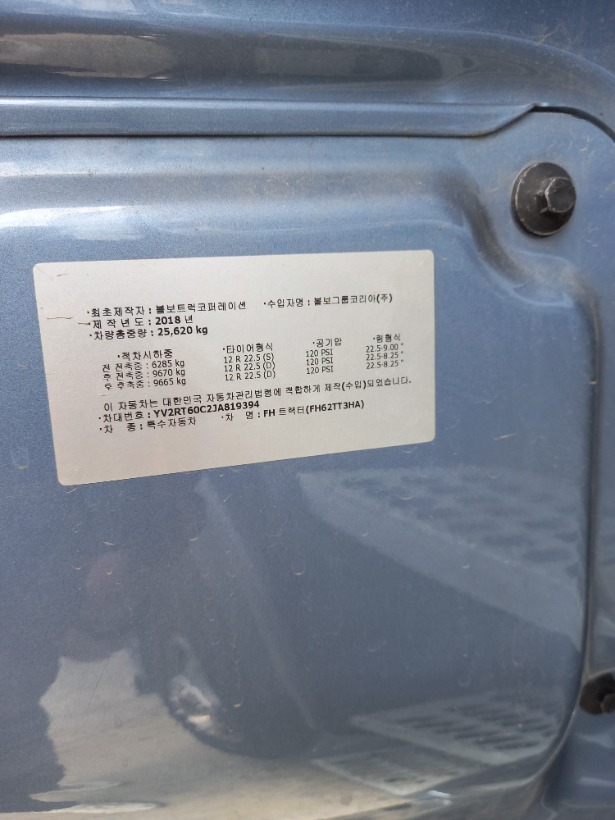 ·최초제작자 : 볼보트럭코퍼레이션 ·수입자명 : 볼보그룹코리아(주)
·제 작 년 도 : 2018 년
·차량총중량 : 25,620 kg
·적차시하중 ·타이어형식 ·공기압 ·림형식
전 전축중 : 6285 kg 12 R 22.5 (S) 120 PSI 22.5-9.00 "
후 전축중 : 9670 kg 12 R 22.5 (D) 120 PSI 22.5-8.25 "
후 후축중 : 9665 kg 12 R 22.5 (D) 120 PSI 22.5-8.25 "
이 자동차는 대한민국 자동차관리법령에 적합하게 제작(수입)되었습니다.
·차대번호 : YV2RT60C2JA819394
·차 종 : 특수자동차 ·차 명 : FH 트랙터(FH62TT3HA)